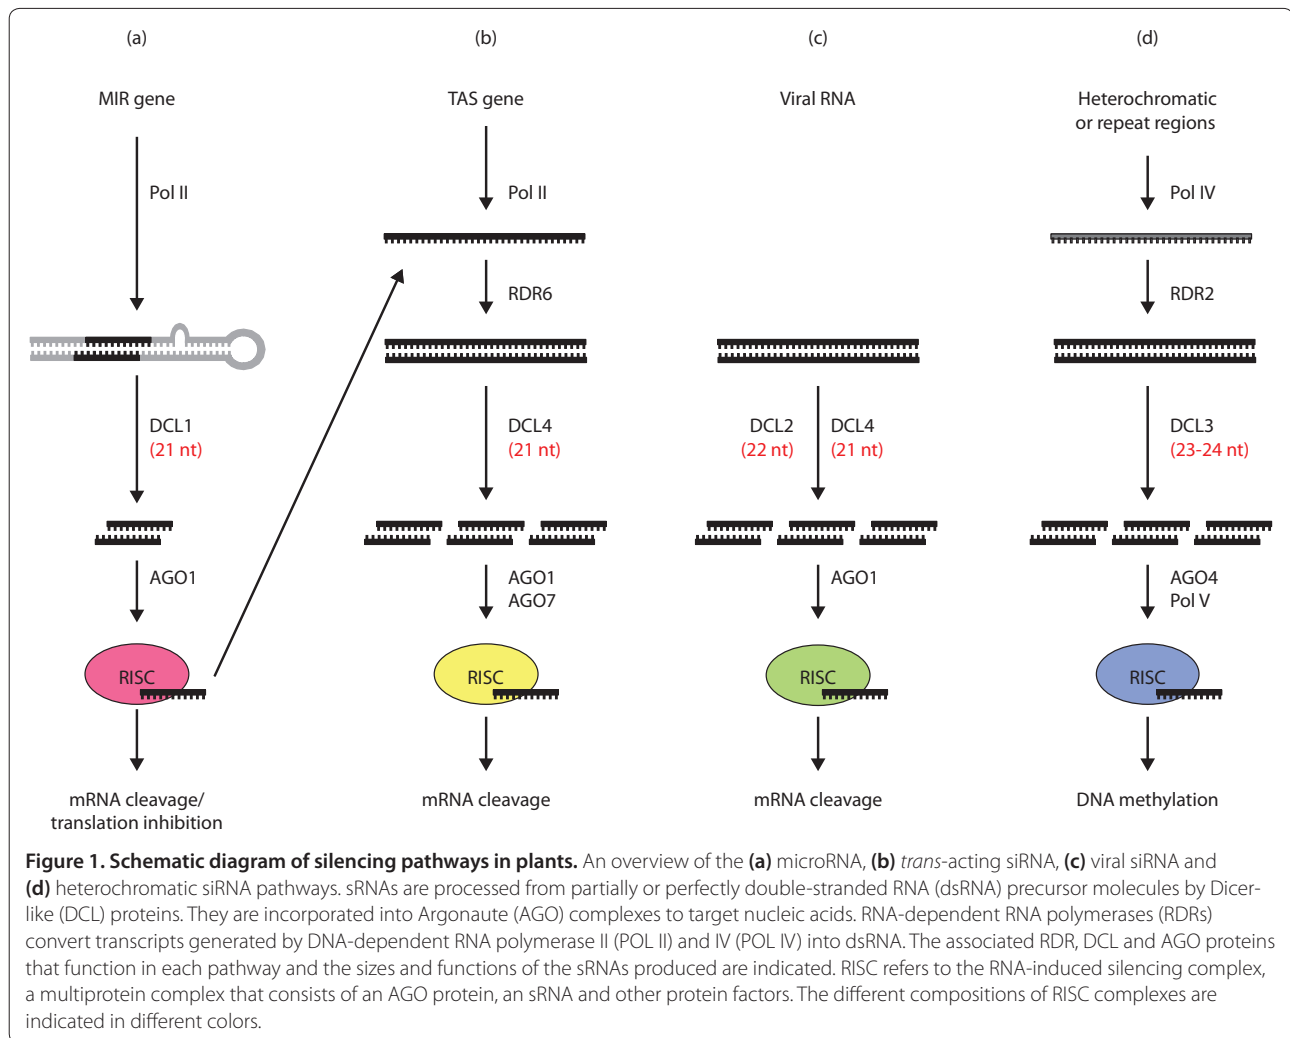 (a)
MIR gene
Pol II
DCL1
(21 nt)
AGO1
RISC
mRNA cleavage/
translation inhibition
(b)
TAS gene
Pol II
RDR6
DCL4
(21 nt)
AGO1
AGO7
RISC
mRNA cleavage
(c)
Viral RNA
DCL2
(22 nt)
DCL4
(21 nt)
AGO1
RISC
mRNA cleavage
(d)
Heterochromatic
or repeat regions
Pol IV
RDR2
DCL3
(23-24 nt)
AGO4
Pol V
RISC
DNA methylation
Figure 1. Schematic diagram of silencing pathways in plants. An overview of the (a) microRNA, (b) trans-acting siRNA, (c) viral siRNA and
(d) heterochromatic siRNA pathways. sRNAs are processed from partially or perfectly double-stranded RNA (dsRNA) precursor molecules by Dicer-
like (DCL) proteins. They are incorporated into Argonaute (AGO) complexes to target nucleic acids. RNA-dependent RNA polymerases (RDRs)
convert transcripts generated by DNA-dependent RNA polymerase II (POL II) and IV (POL IV) into dsRNA. The associated RDR, DCL and AGO proteins
that function in each pathway and the sizes and functions of the sRNAs produced are indicated. RISC refers to the RNA-induced silencing complex,
a multiprotein complex that consists of an AGO protein, an sRNA and other protein factors. The different compositions of RISC complexes are
indicated in different colors.